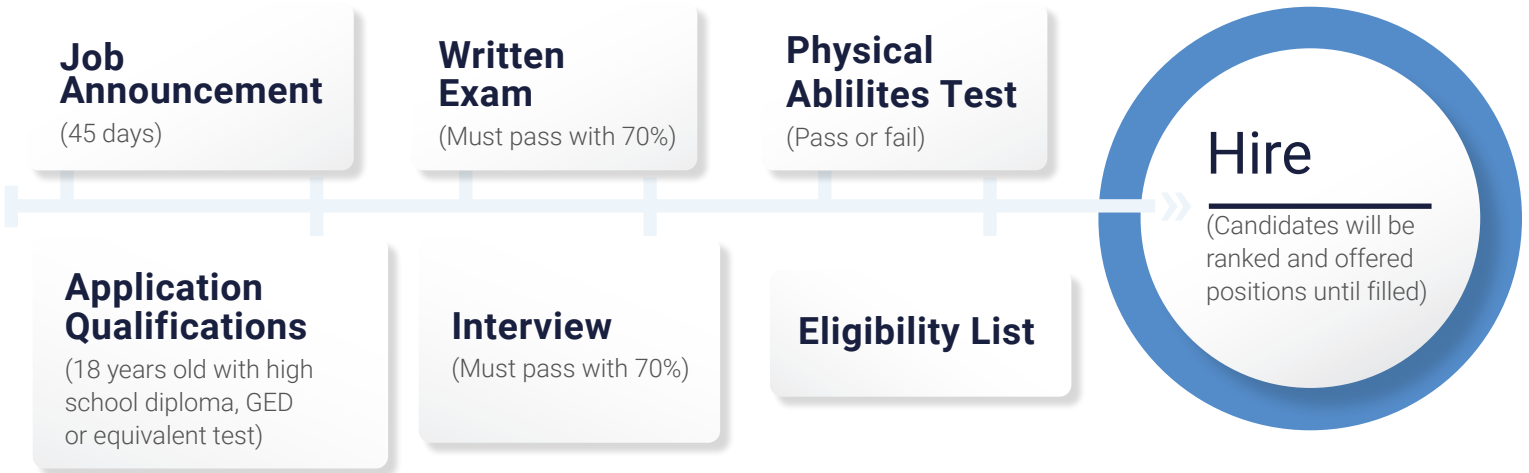 Job
Announcement
(45 days)
Application
Qualifications
(18 years old with high
school diploma, GED
or equivalent test)
Written
Exam
(Must pass with 70%)
Interview
(Must pass with 70%)
Physical
Ablilites Test
(Pass or fail)
Eligibility List
Hire
(Candidates will be
ranked and offered
positions until filled)